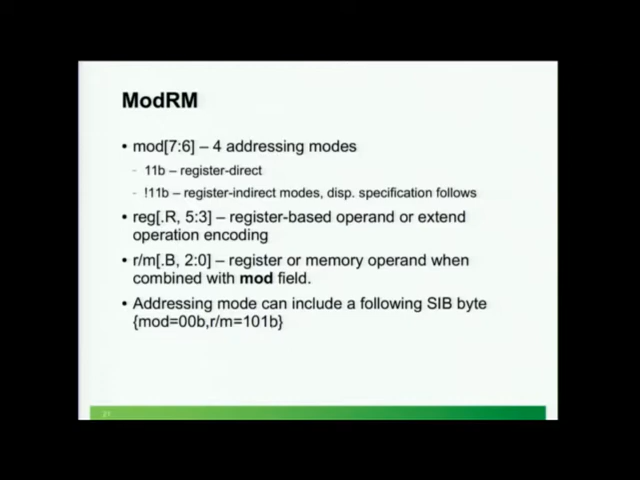 ModRM
• mod[7:6] – 4 addressing modes
- 11b – register-direct
- !11b – register-indirect modes, disp. specification follows
• reg[.R, 5:3] – register-based operand or extend
operation encoding
• r/m[.B, 2:0] – register or memory operand when
combined with mod field.
• Addressing mode can include a following SIB byte
{mod=00b,r/m=101b}
21